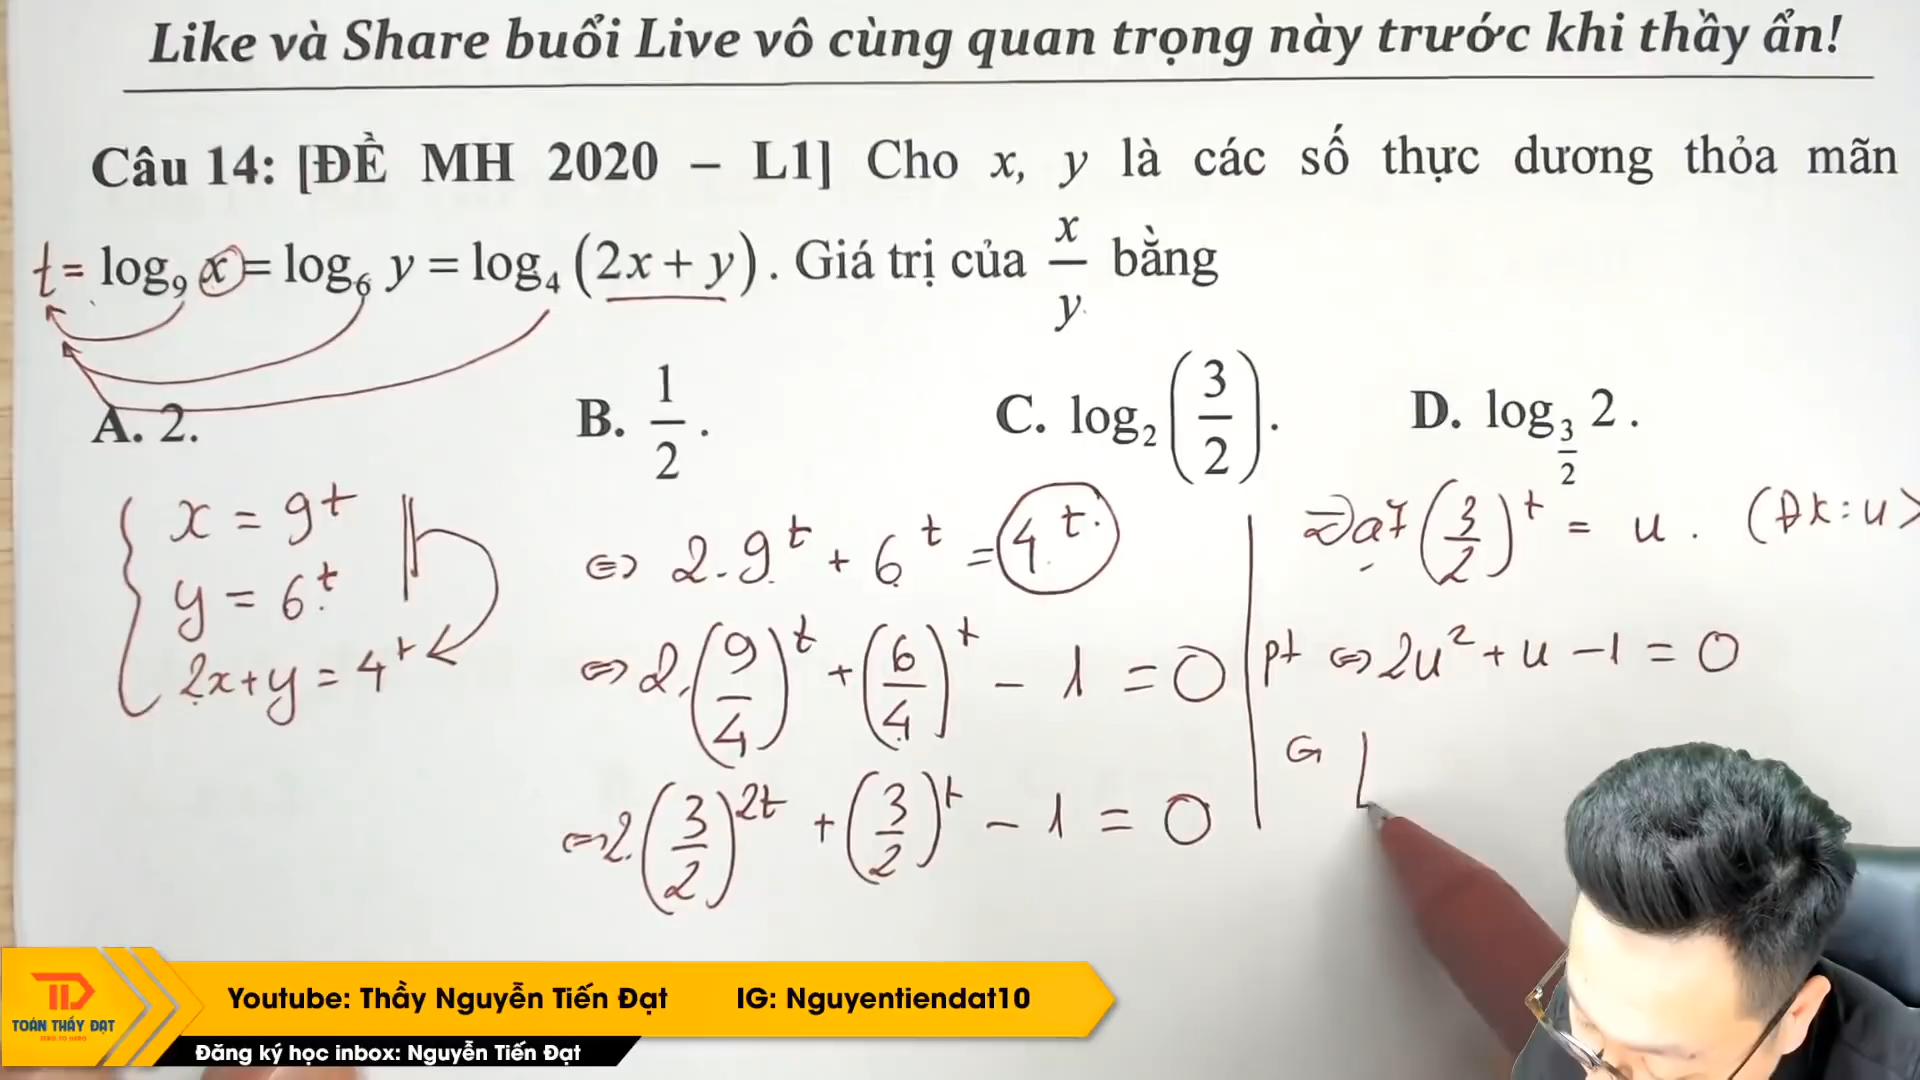 Like và Share buổi Live vô cùng quan trọng này trước khi thầy ẩn!
Câu 14: [ĐỀ MH 2020 – L1] Cho x, y là các số thực dương thỏa mãn
t = log₉ x = log₆ y = log₄ (2x + y). Giá trị của x/y bằng
A. 2.
B. 1/2.
C. log₂ (3/2).
D. log_{3/2} 2.
x = 9^t
y = 6^t
2x+y = 4^t
⇔ 2.9^t + 6^t = 4^t.
⇔ 2.(9/4)^t + (6/4)^t - 1 = 0
⇔ 2.(3/2)^{2t} + (3/2)^t - 1 = 0
Đặt (3/2)^t = u. (ĐK: u >
pt ⇔ 2u² + u - 1 = 0
TD
TOÁN THẦY ĐẠT
ZERO TO HERO
Youtube: Thầy Nguyễn Tiến Đạt
IG: Nguyentiendat10
Đăng ký học inbox: Nguyễn Tiến Đạt